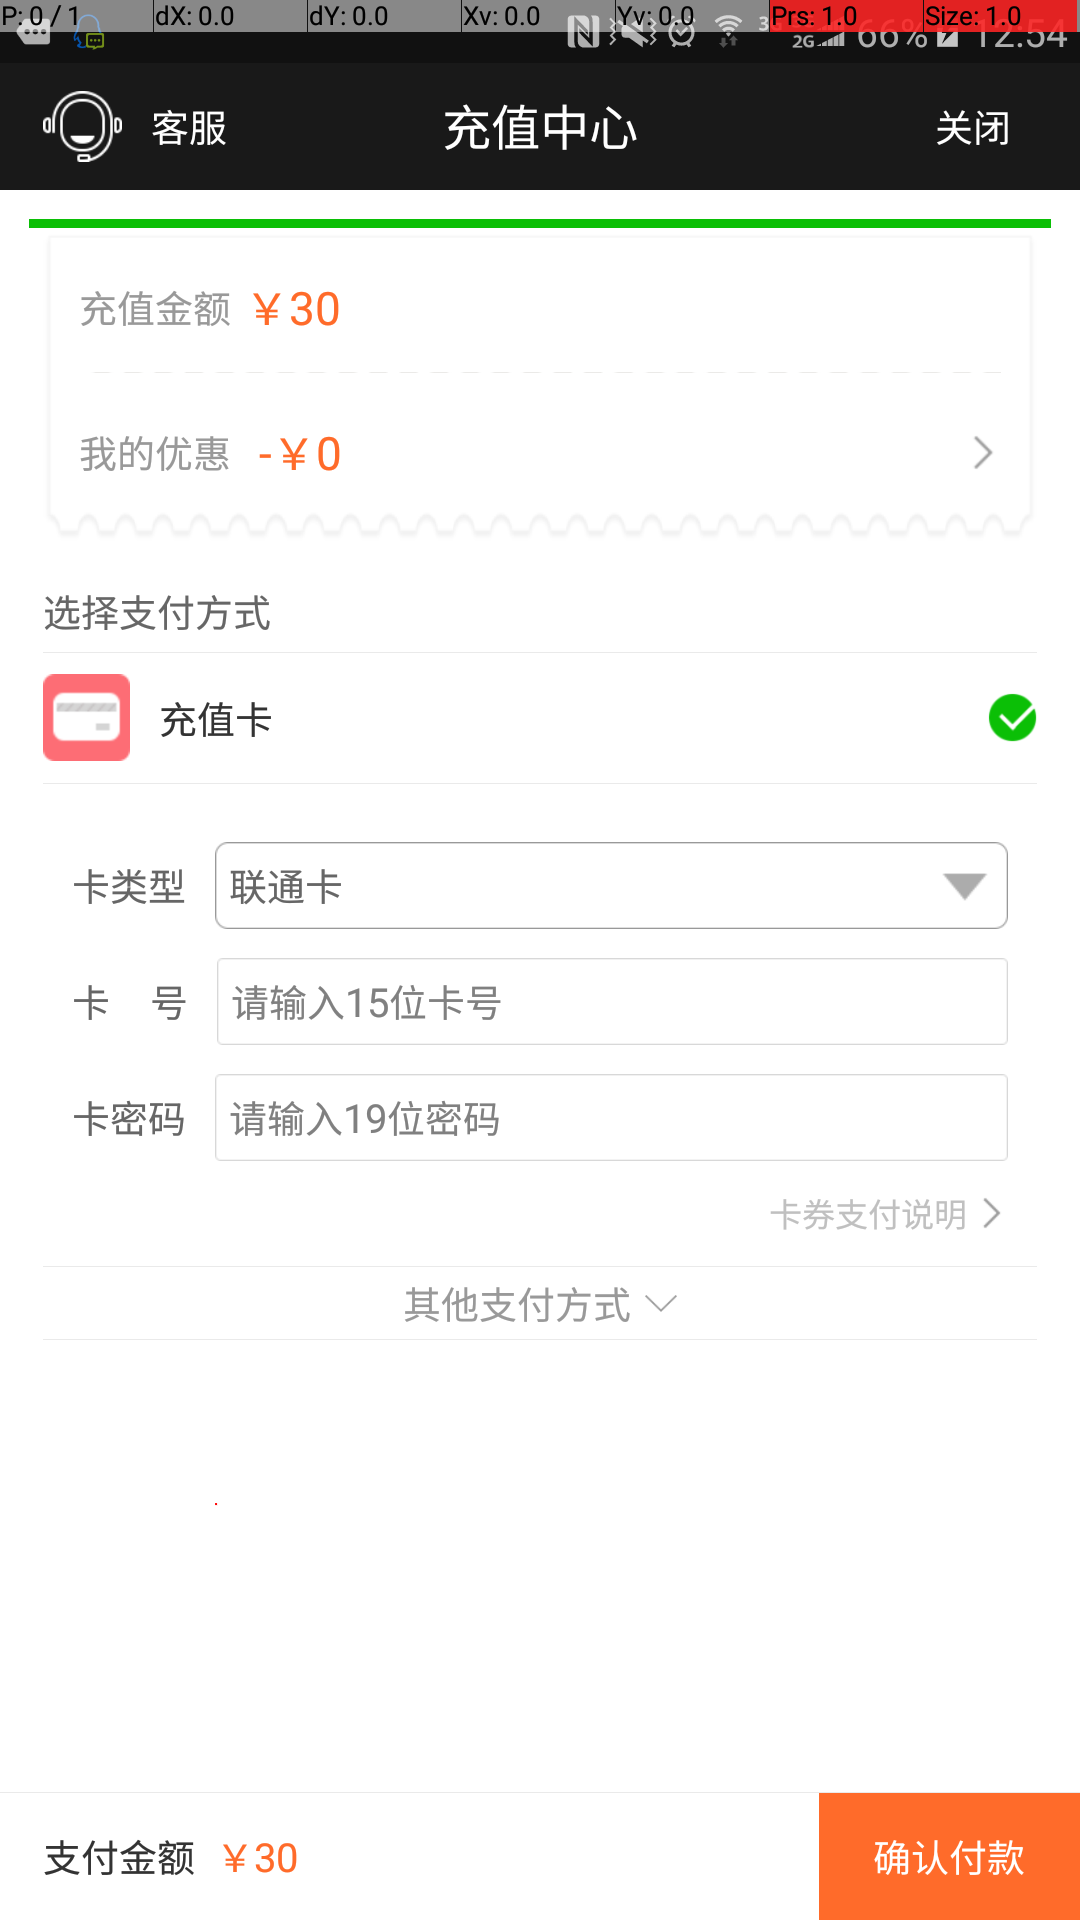 P: 0 / 1 dX: 0.0 dY: 0.0 Xv: 0.0 Yv: 0.0 Prs: 1.0 Size: 1.0
2G 66% 12:54
客服 充值中心 关闭
充值金额 ￥30
我的优惠 -￥0
选择支付方式
充值卡
卡类型 联通卡
卡 号 请输入15位卡号
卡密码 请输入19位密码
卡券支付说明
其他支付方式
支付金额 ￥30 确认付款